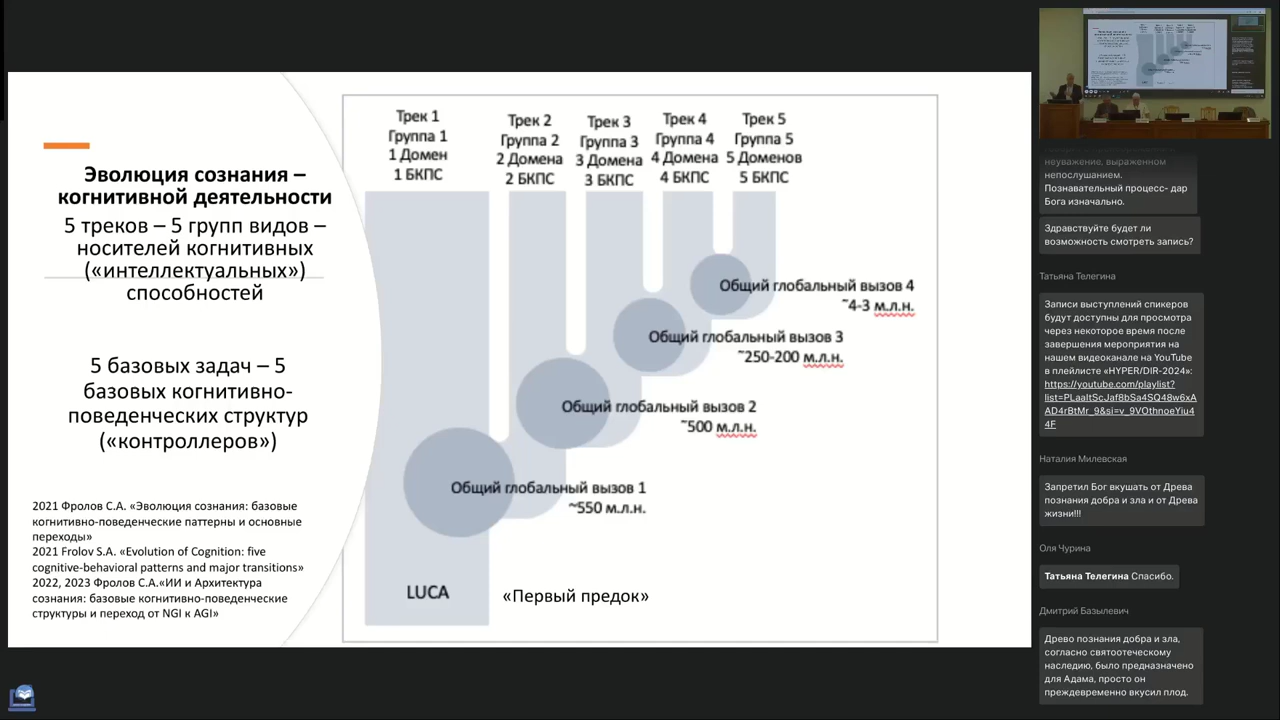 Эволюция сознания –
когнитивной деятельности
5 треков – 5 групп видов –
носителей когнитивных
(«интеллектуальных»)
способностей
5 базовых задач – 5
базовых когнитивно-
поведенческих структур
(«контроллеров»)
2021 Фролов С.А. «Эволюция сознания: базовые
когнитивно-поведенческие паттерны и основные
переходы»
2021 Frolov S.A. «Evolution of Cognition: five
cognitive-behavioral patterns and major transitions»
2022, 2023 Фролов С.А.«ИИ и Архитектура
сознания: базовые когнитивно-поведенческие
структуры и переход от NGI к AGI»
Трек 1
Группа 1
1 Домен
1 БКПС
Трек 2
Группа 2
2 Домена
2 БКПС
Трек 3
Группа 3
3 Домена
3 БКПС
Трек 4
Группа 4
4 Домена
4 БКПС
Трек 5
Группа 5
5 Доменов
5 БКПС
Общий глобальный вызов 4
~4-3 м.л.н.
Общий глобальный вызов 3
~250-200 м.л.н.
Общий глобальный вызов 2
~500 м.л.н.
Общий глобальный вызов 1
~550 м.л.н.
LUCA
«Первый предок»
неуважение, выраженном
непослушанием.
Познавательный процесс- дар
Бога изначально.
Здравствуйте будет ли
возможность смотреть запись?
Татьяна Телегина
Записи выступлений спикеров
будут доступны для просмотра
через некоторое время после
завершения мероприятия на
нашем видеоканале на YouTube
в плейлисте «HYPER/DIR-2024»:
https://youtube.com/playlist?
list=PLaaItScJaf8bSa4SQ48w6xA
AD4rBtMr_9&si=v_9VOthnoeYiu4
4F
Наталия Милевская
Запретил Бог вкушать от Древа
познания добра и зла и от Древа
жизни!!!
Оля Чурина
Татьяна Телегина Спасибо.
Дмитрий Базылевич
Древо познания добра и зла,
согласно святоотеческому
наследию, было предназначено
для Адама, просто он
преждевременно вкусил плод.